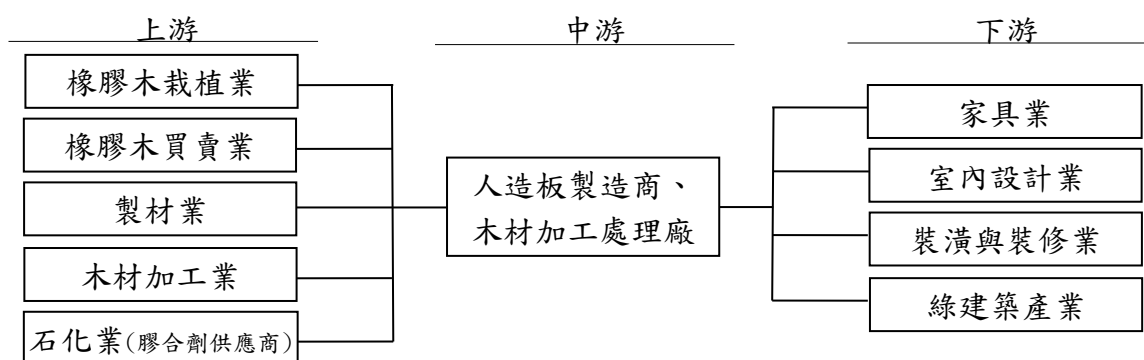 上游
橡膠木栽植業
橡膠木買賣業
製材業
木材加工業
石化業(膠合劑供應商)
中游
人造板製造商、
木材加工處理廠
下游
家具業
室內設計業
裝潢與裝修業
綠建築產業